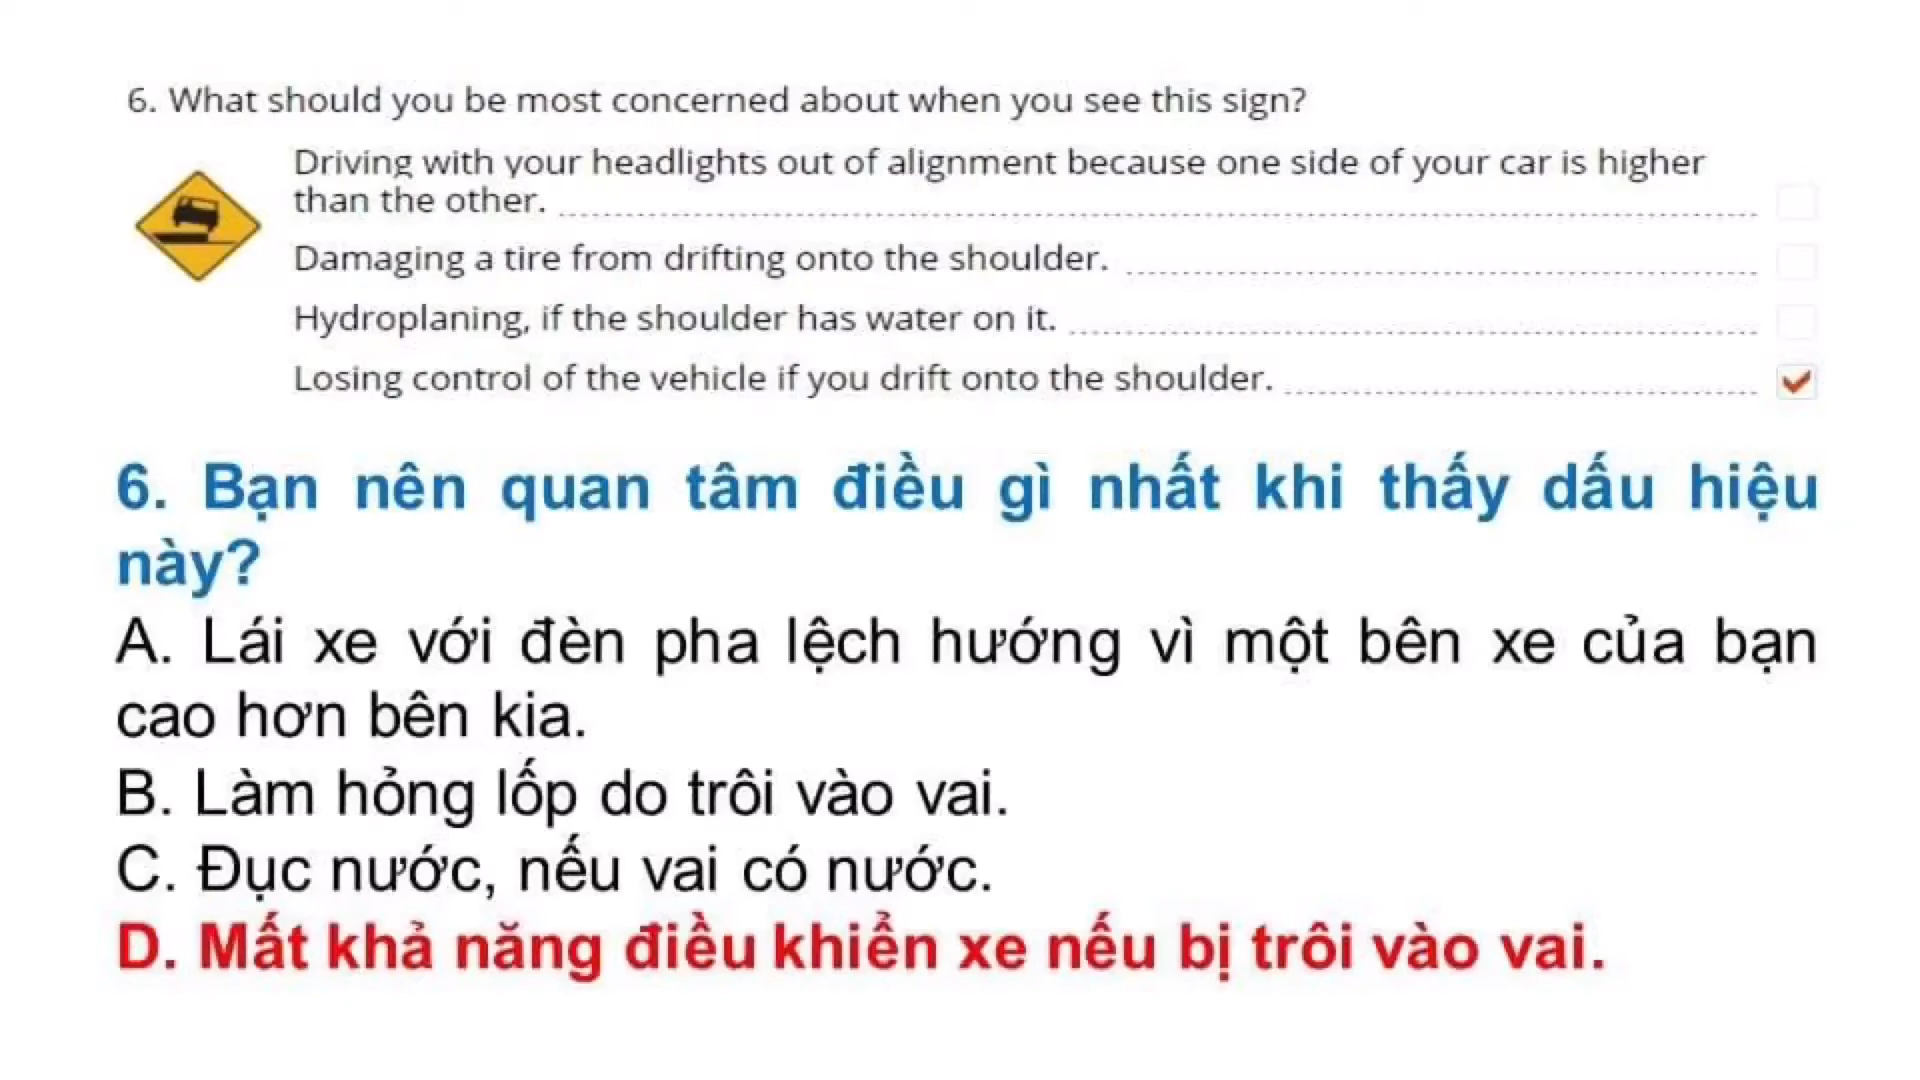 6. What should you be most concerned about when you see this sign?
Driving with your headlights out of alignment because one side of your car is higher
than the other.
Damaging a tire from drifting onto the shoulder.
Hydroplaning, if the shoulder has water on it.
Losing control of the vehicle if you drift onto the shoulder.
6. Bạn nên quan tâm điều gì nhất khi thấy dấu hiệu
này?
A. Lái xe với đèn pha lệch hướng vì một bên xe của bạn
cao hơn bên kia.
B. Làm hỏng lốp do trôi vào vai.
C. Đục nước, nếu vai có nước.
D. Mất khả năng điều khiển xe nếu bị trôi vào vai.